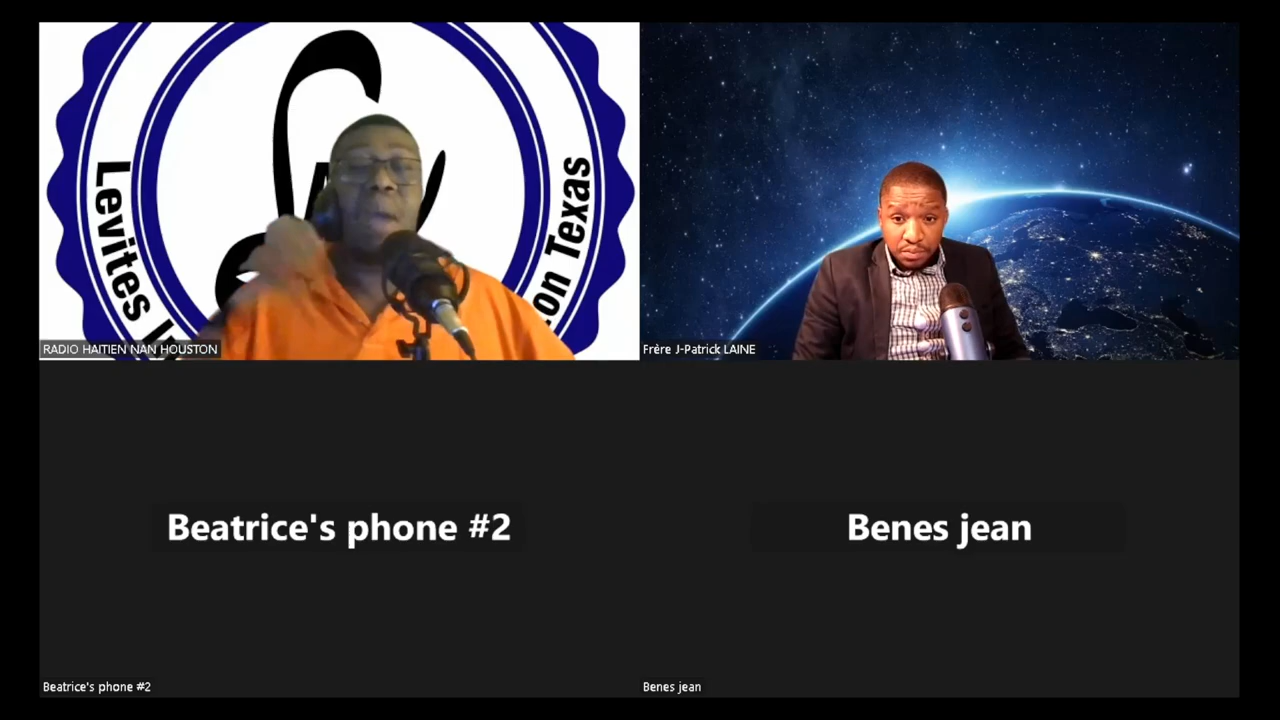 Levites
on Texas
RADIO HAITIEN NAN HOUSTON
Frère J-Patrick LAINE
Beatrice's phone #2
Benes jean
Beatrice's phone #2
Benes jean